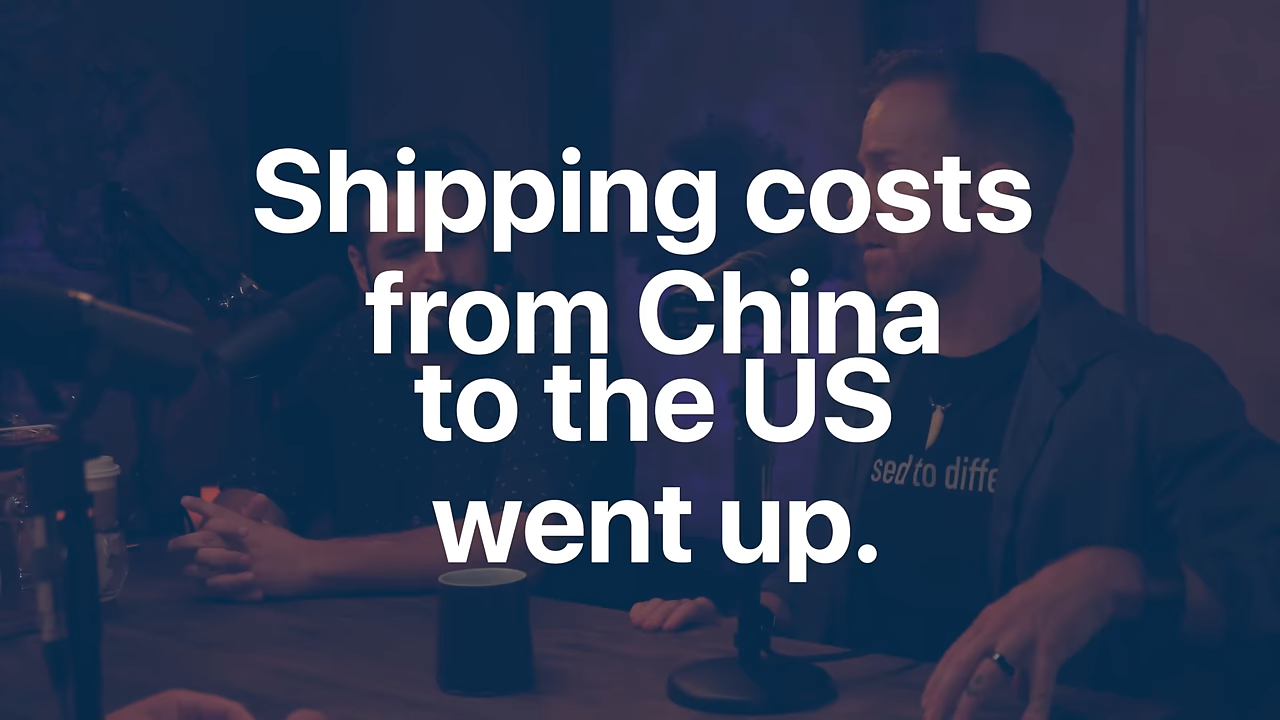 Shipping costs
from China
to the US
went up.
sed to diffe